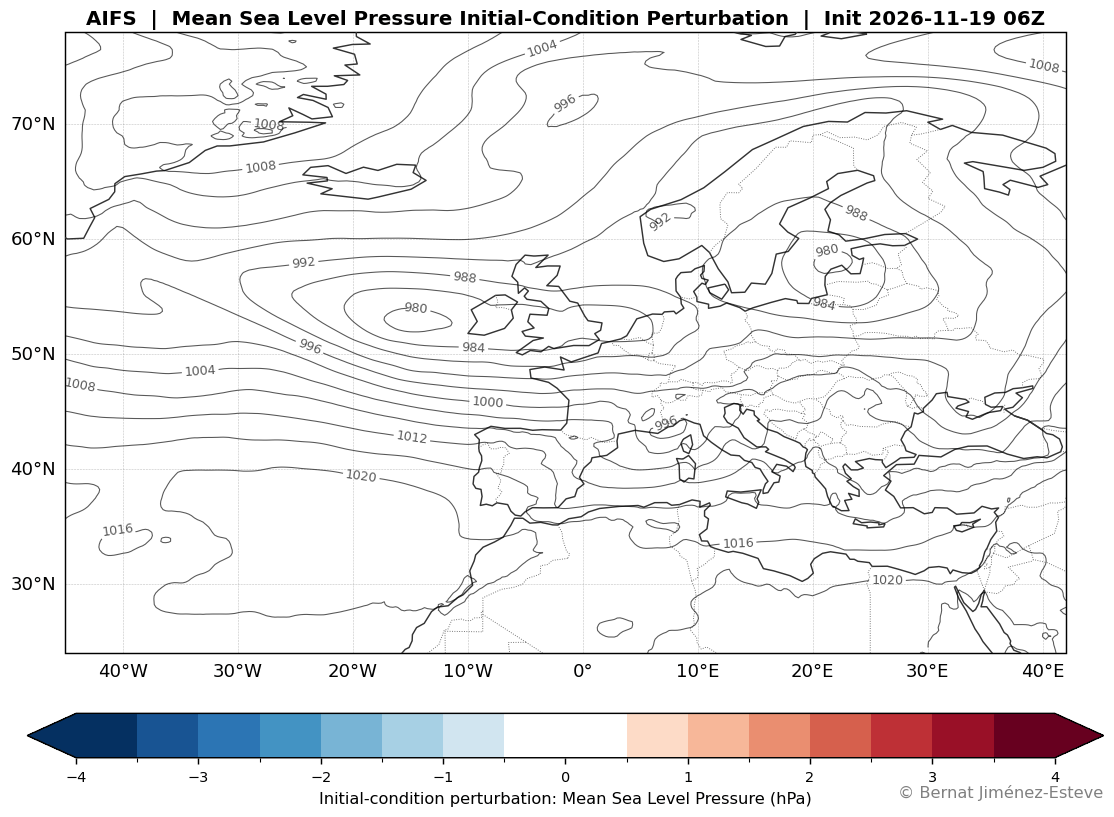 AIFS | Mean Sea Level Pressure Initial-Condition Perturbation | Init 2026-11-19 06Z
1004
1008
996
70°N
1008
1008
992
988
60°N
980
992
988
980
984
50°N
996
984
1004
1008
1000
996
1012
40°N
1020
1016
1016
30°N
1020
40°W 30°W 20°W 10°W 0° 10°E 20°E 30°E 40°E
−4 −3 −2 −1 0 1 2 3 4
Initial-condition perturbation: Mean Sea Level Pressure (hPa)
© Bernat Jiménez-Esteve